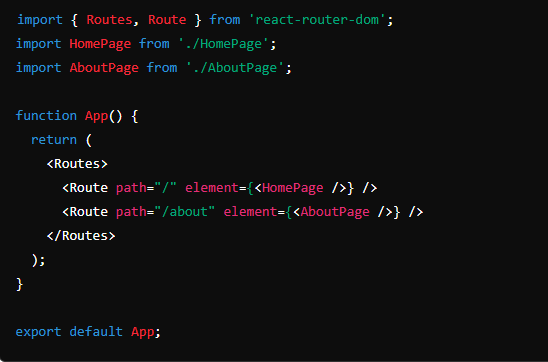 import { Routes, Route } from 'react-router-dom';
import HomePage from './HomePage';
import AboutPage from './AboutPage';

function App() {
  return (
    <Routes>
      <Route path="/" element={<HomePage />} />
      <Route path="/about" element={<AboutPage />} />
    </Routes>
  );
}

export default App;